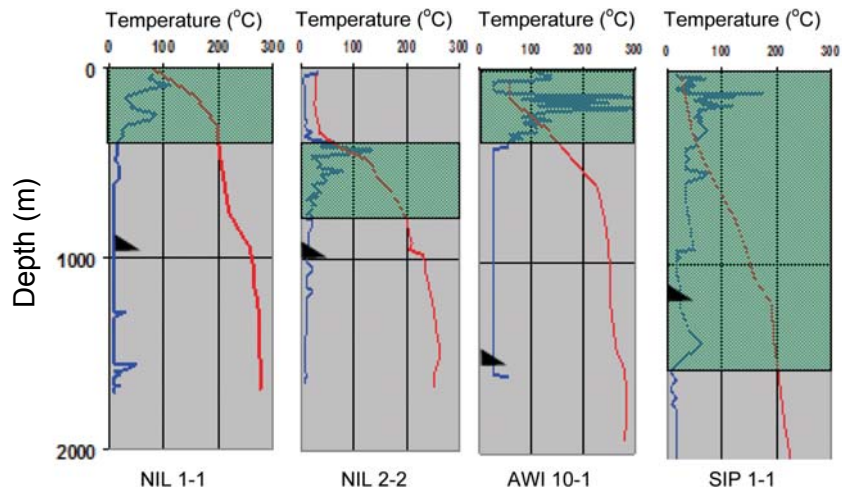 Temperature (°C) Temperature (°C) Temperature (°C) Temperature (°C)
0 100 200 300 0 100 200 300 0 100 200 300 0 100 200 300
0
1000
2000
Depth (m)
NIL 1-1 NIL 2-2 AWI 10-1 SIP 1-1